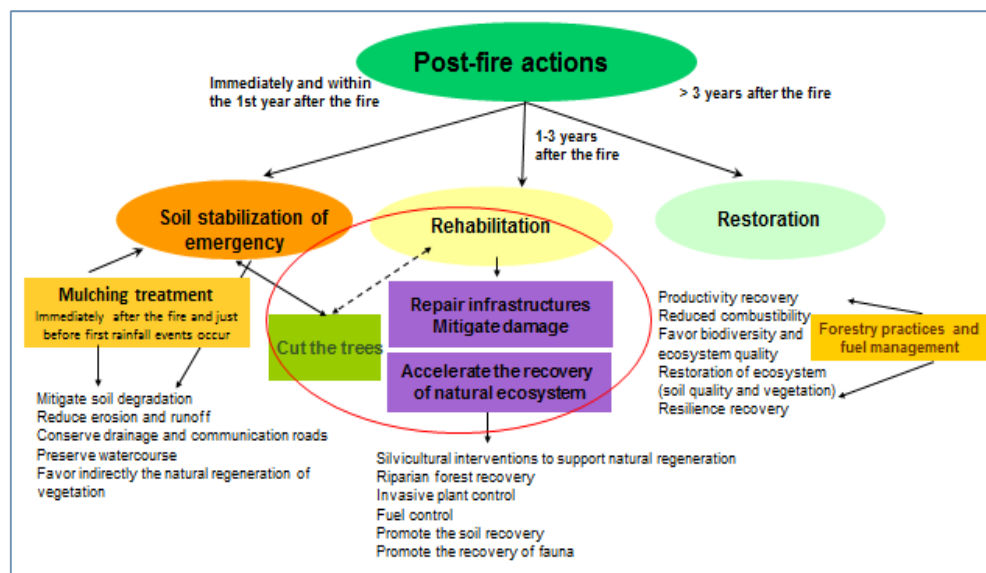 Post-fire actions
Immediately and within
the 1st year after the fire
> 3 years after the fire
1-3 years
after the fire
Soil stabilization of
emergency
Rehabilitation
Restoration
Mulching treatment
Immediately after the fire and just
before first rainfall events occur
Cut the trees
Repair infrastructures
Mitigate damage
Accelerate the recovery
of natural ecosystem
Productivity recovery
Reduced combustibility
Favor biodiversity and
ecosystem quality
Restoration of ecosystem
(soil quality and vegetation)
Resilience recovery
Forestry practices and
fuel management
Mitigate soil degradation
Reduce erosion and runoff
Conserve drainage and communication roads
Preserve watercourse
Favor indirectly the natural regeneration of
vegetation
Silvicultural interventions to support natural regeneration
Riparian forest recovery
Invasive plant control
Fuel control
Promote the soil recovery
Promote the recovery of fauna